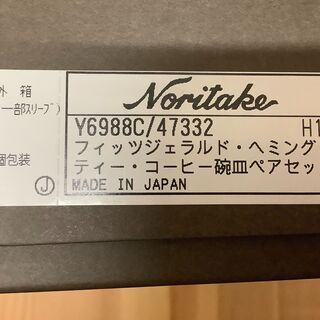 外 箱
(一部スリーブ)
個包装
Ⓙ
Noritake
Y6988C/47332 H1
フィッツジェラルド・ヘミング
ティー・コーヒー碗皿ペアセッ
MADE IN JAPAN